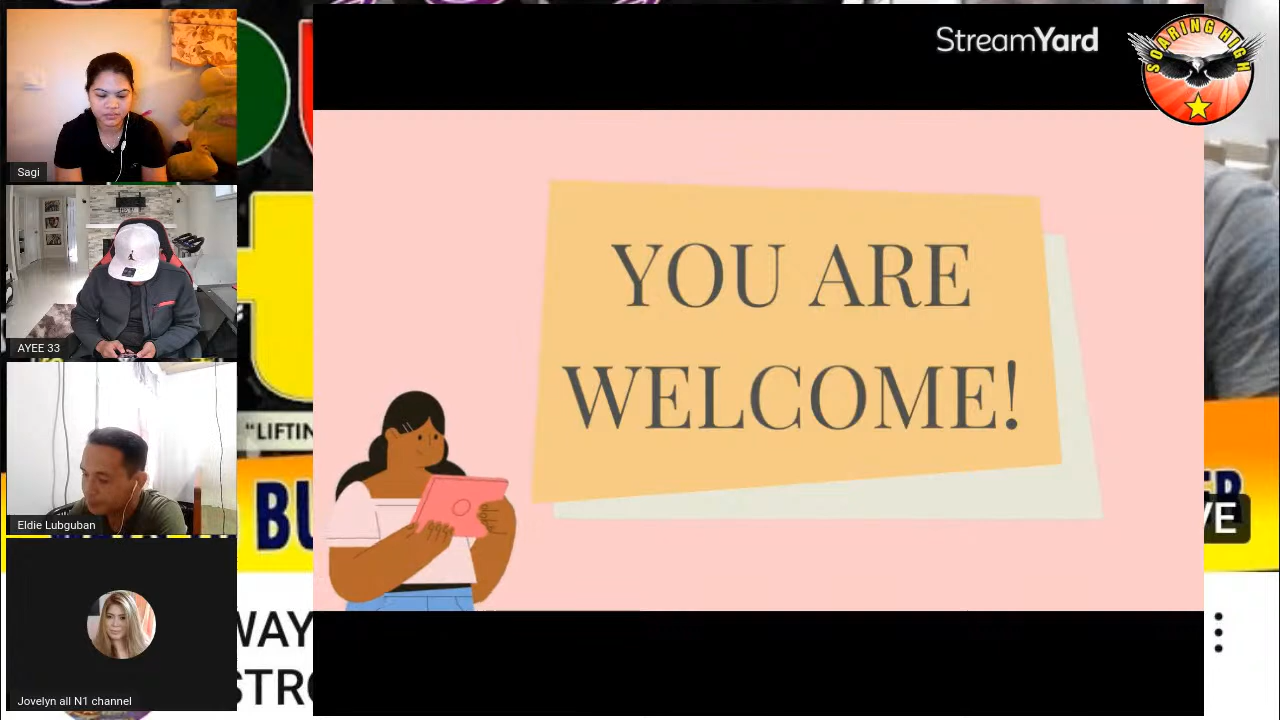 StreamYard
SOARING HIGH
Sagi
AYEE 33
"LIFTIN
Eldie Lubguban
BU
WAY
STRO
Jovelyn all N1 channel
YOU ARE
WELCOME!
VE